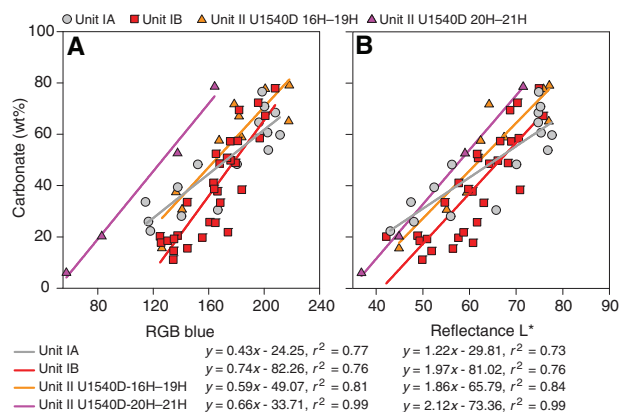 Unit IA Unit IB Unit II U1540D 16H–19H Unit II U1540D 20H–21H
A
B
Carbonate (wt%)
100
80
60
40
20
0
40 80 120 160 200 240
40 50 60 70 80 90
RGB blue
Reflectance L*
Unit IA y = 0.43x - 24.25, r² = 0.77 1.22x - 29.81, r² = 0.73
Unit IB y = 0.74x - 82.26, r² = 0.76 1.97x - 81.02, r² = 0.76
Unit II U1540D-16H–19H y = 0.59x - 49.07, r² = 0.81 1.86x - 65.79, r² = 0.84
Unit II U1540D-20H–21H y = 0.66x - 33.71, r² = 0.99 2.12x - 73.36, r² = 0.99